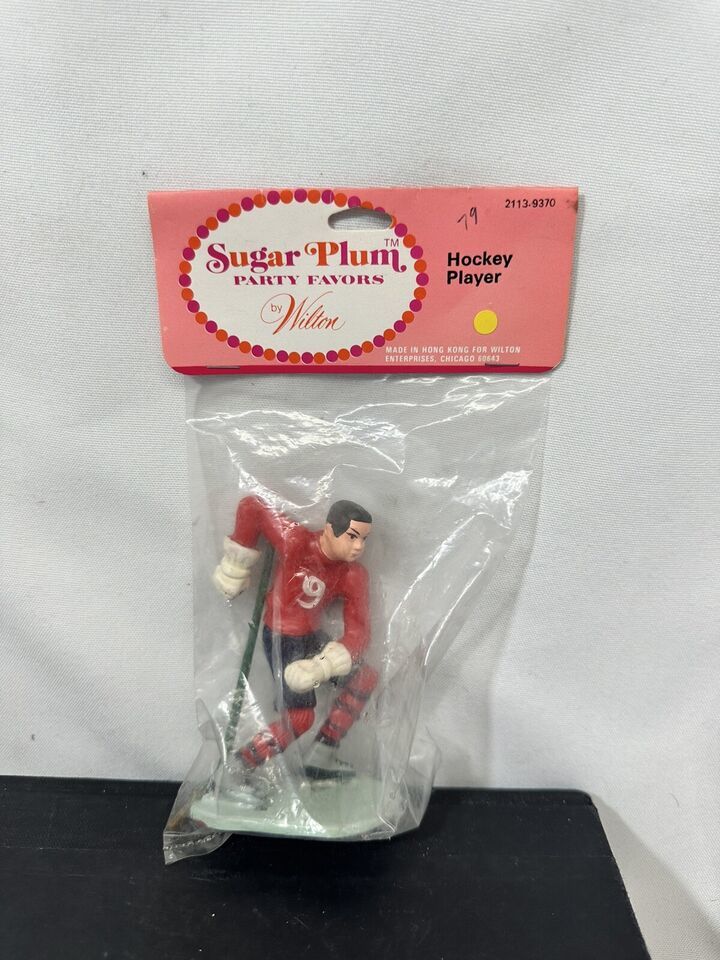 Sugar Plum™
PARTY FAVORS
by Wilton
79
2113-9370
Hockey
Player
MADE IN HONG KONG FOR WILTON
ENTERPRISES, CHICAGO 60643
9